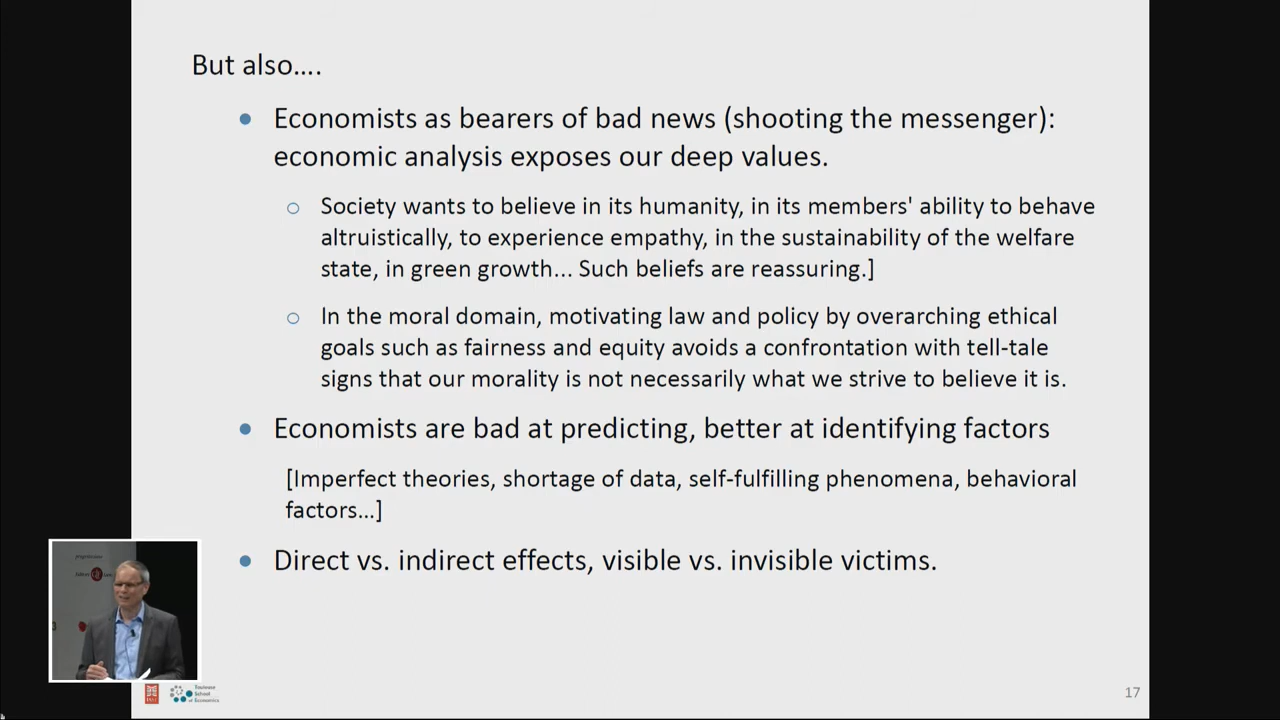 But also....
• Economists as bearers of bad news (shooting the messenger):
economic analysis exposes our deep values.
○ Society wants to believe in its humanity, in its members' ability to behave
altruistically, to experience empathy, in the sustainability of the welfare
state, in green growth... Such beliefs are reassuring.]
○ In the moral domain, motivating law and policy by overarching ethical
goals such as fairness and equity avoids a confrontation with tell-tale
signs that our morality is not necessarily what we strive to believe it is.
• Economists are bad at predicting, better at identifying factors
[Imperfect theories, shortage of data, self-fulfilling phenomena, behavioral
factors...]
• Direct vs. indirect effects, visible vs. invisible victims.
Toulouse
School
of Economics
17